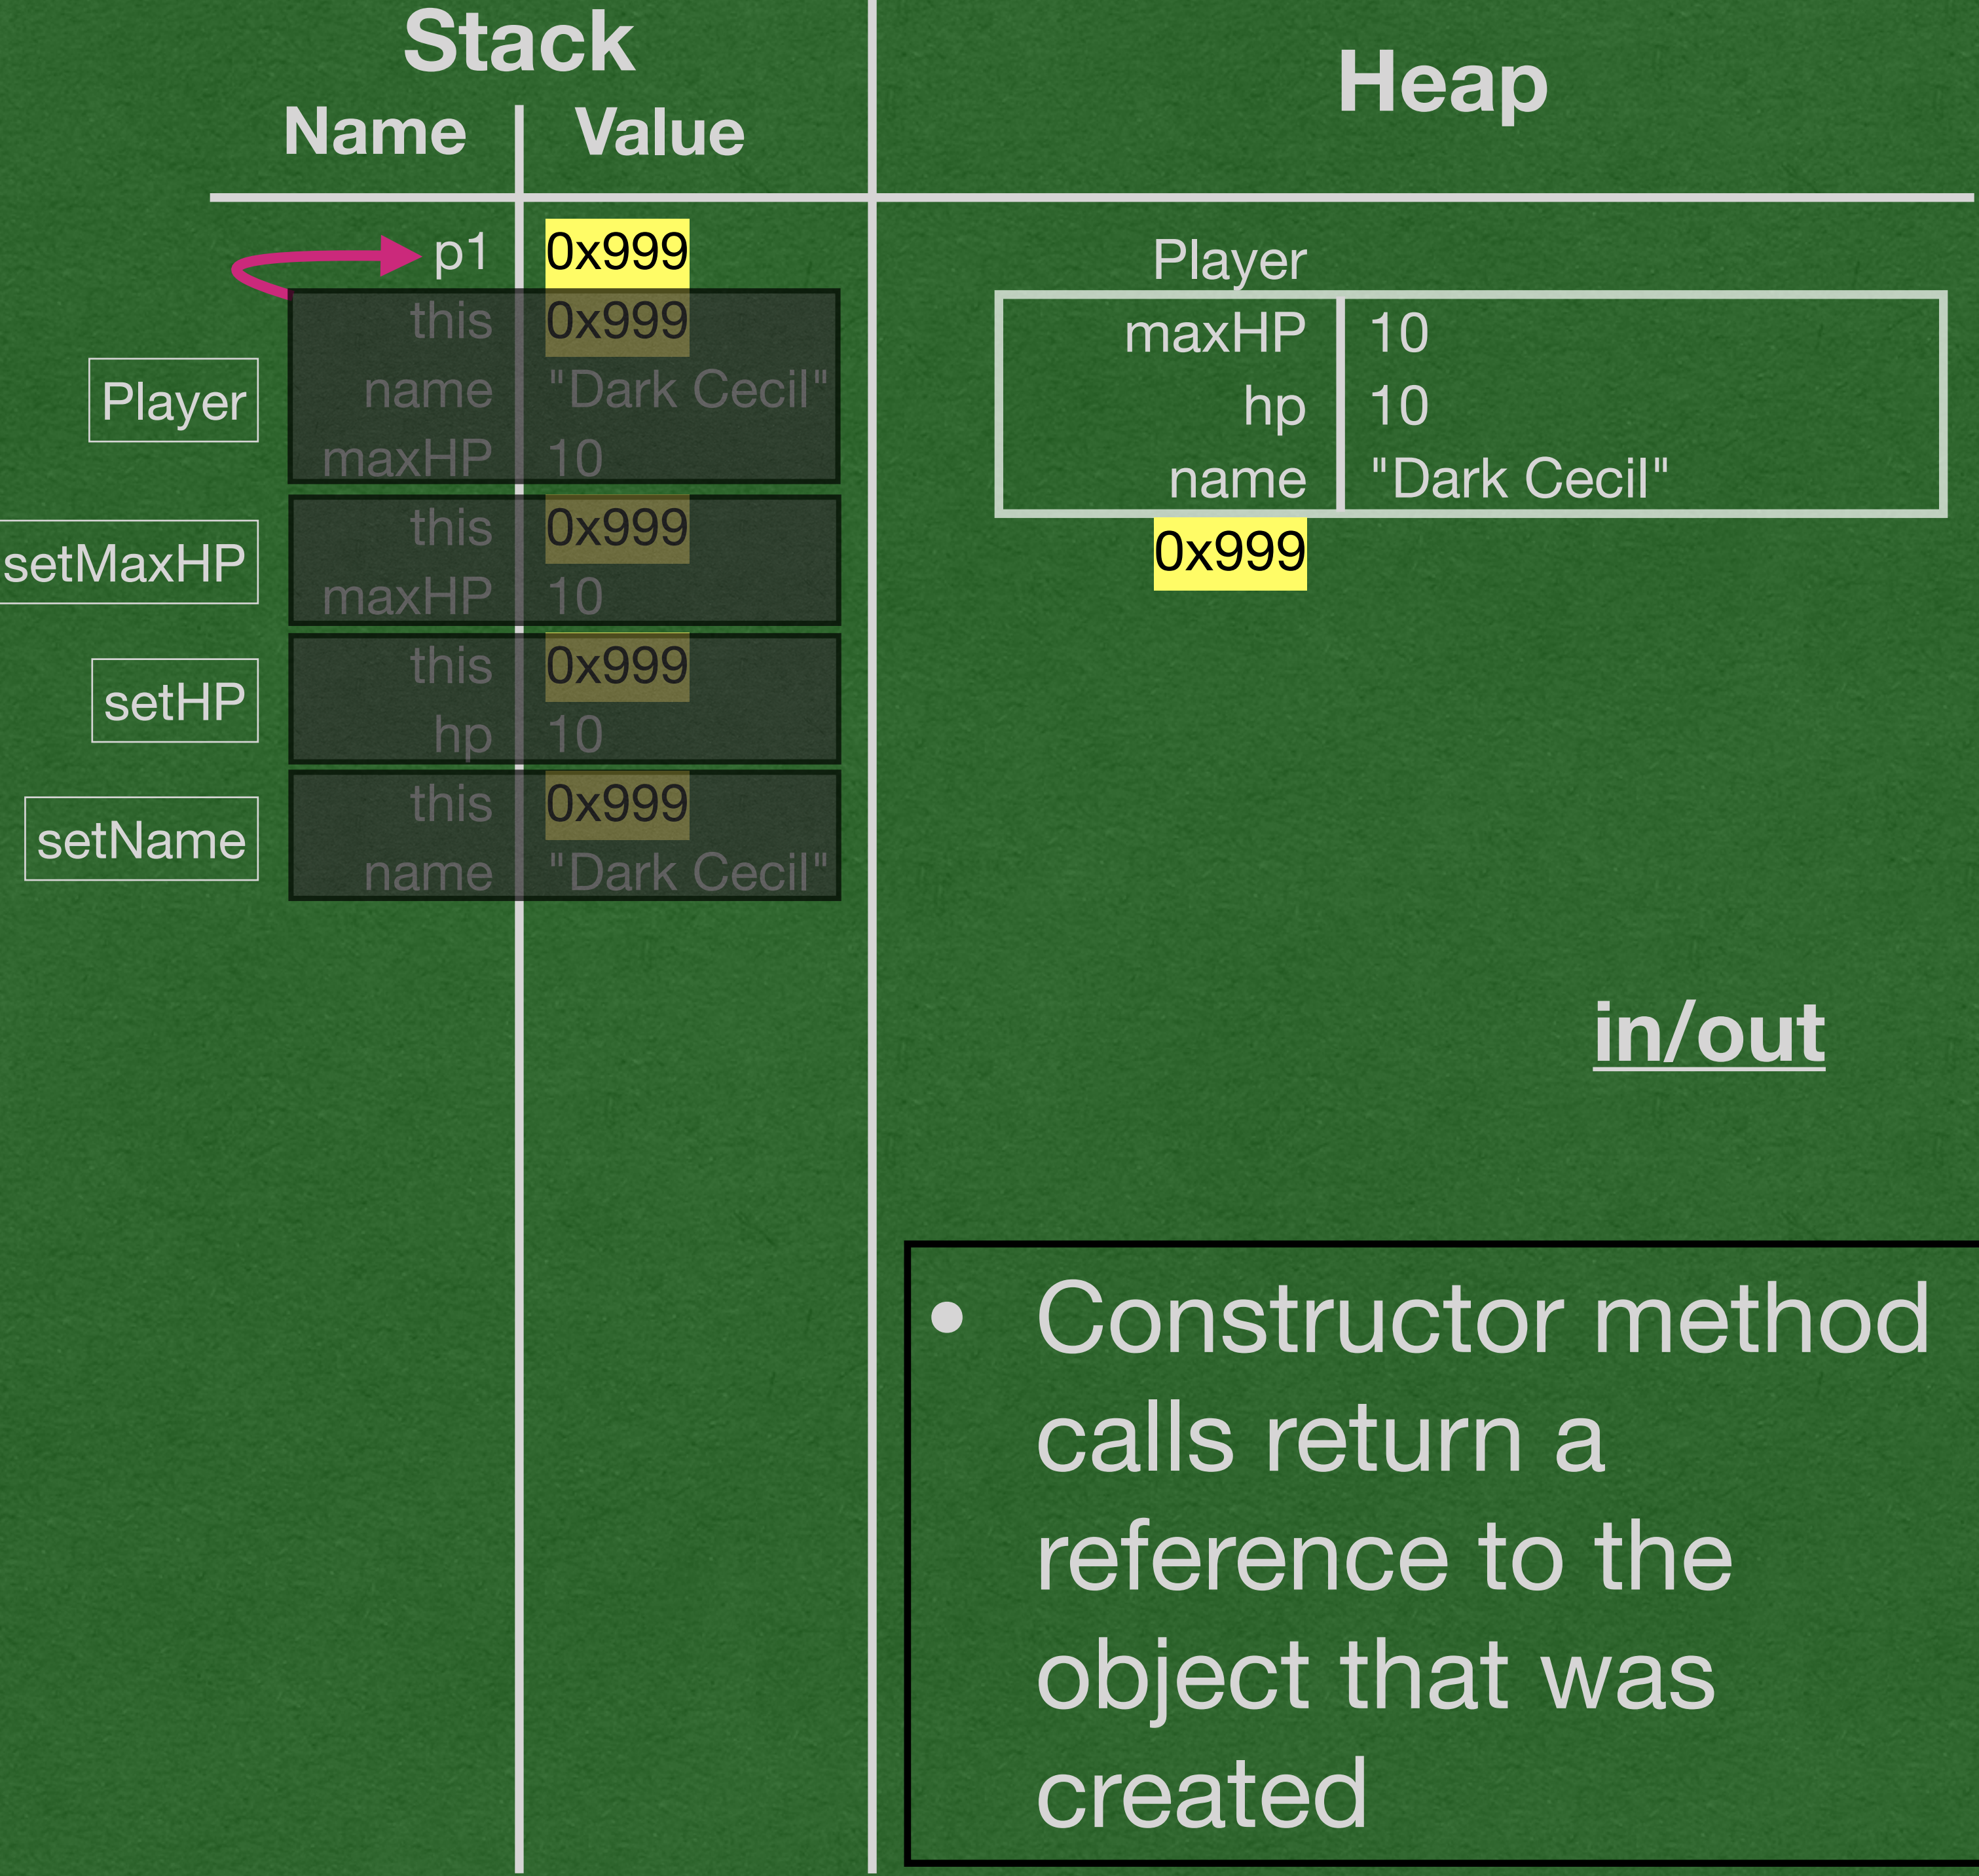 Stack
Heap
Name Value
p1 0x999
this 0x999
Player
name "Dark Cecil"
maxHP 10
setMaxHP
this 0x999
maxHP 10
setHP
this 0x999
hp 10
setName
this 0x999
name "Dark Cecil"
Player
maxHP 10
hp 10
name "Dark Cecil"
0x999
in/out
• Constructor method
calls return a
reference to the
object that was
created